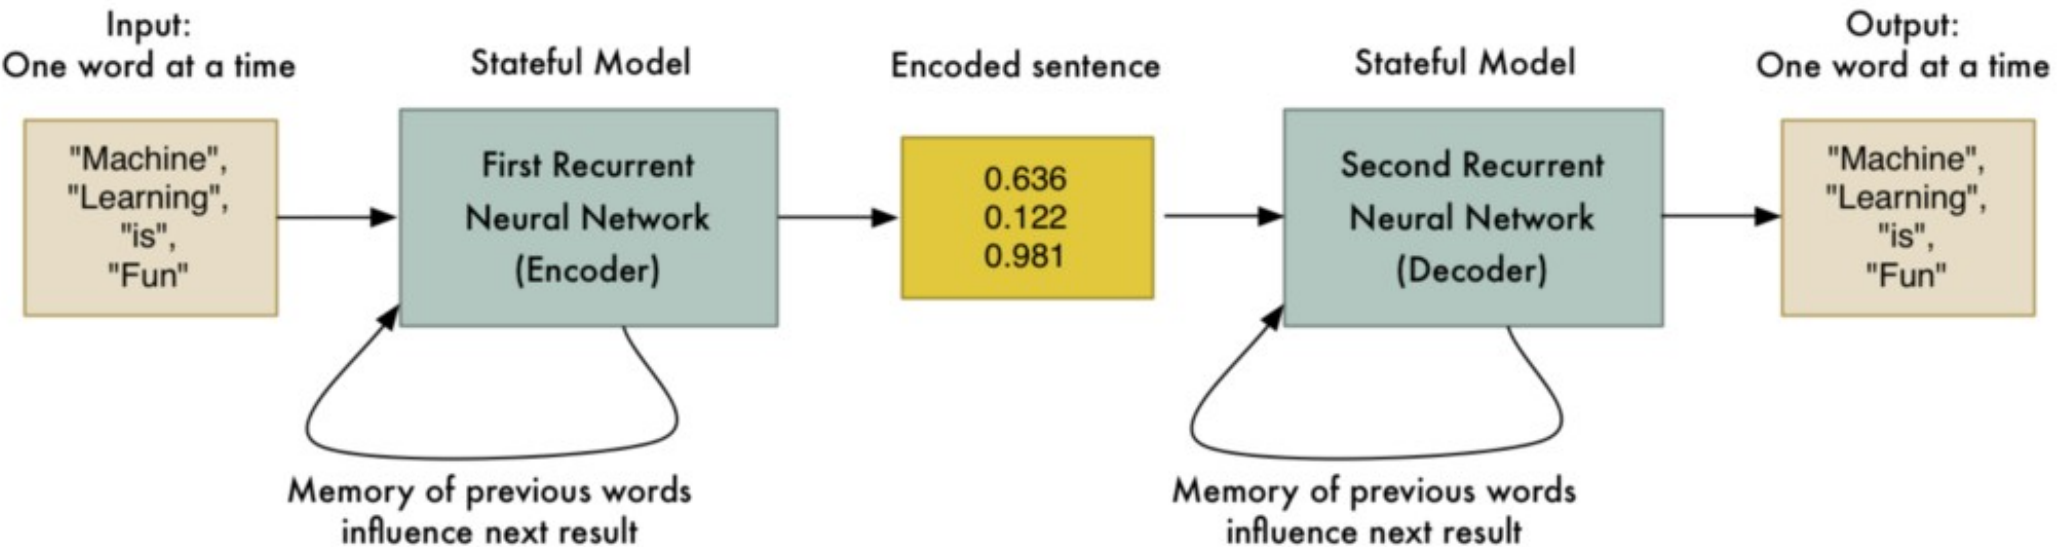 Input:
One word at a time
"Machine",
"Learning",
"is",
"Fun"
Stateful Model
First Recurrent
Neural Network
(Encoder)
Memory of previous words
influence next result
Encoded sentence
0.636
0.122
0.981
Stateful Model
Second Recurrent
Neural Network
(Decoder)
Memory of previous words
influence next result
Output:
One word at a time
"Machine",
"Learning",
"is",
"Fun"